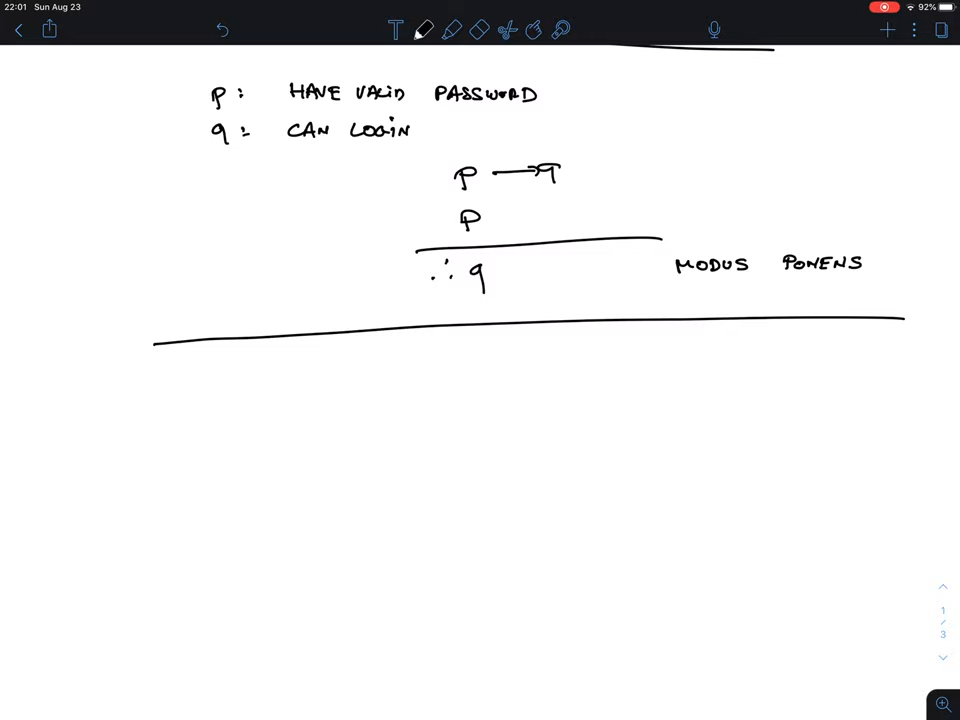 22:01 Sun Aug 23 92%
p: HAVE VALID PASSWORD
q: CAN LOGIN
p → q
p
∴ q MODUS PONENS
1
/
3